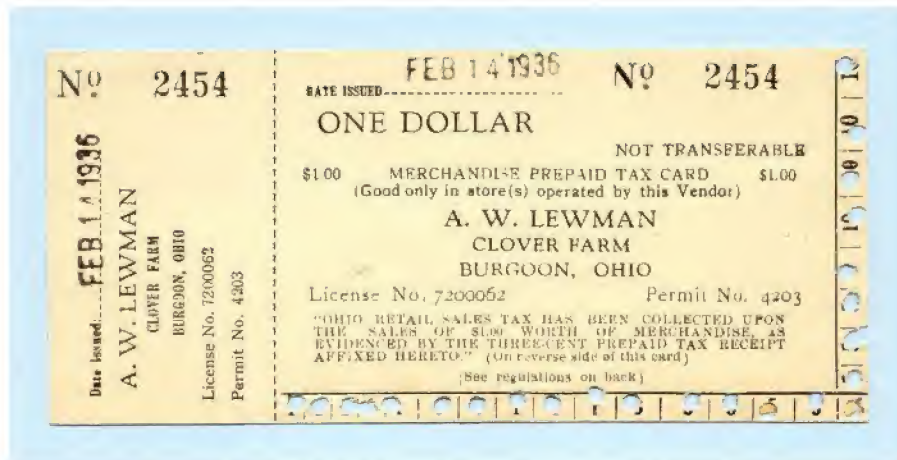 Nº 2454
Date Issued: FEB 14 1936
A. W. LEWMAN
CLOVER FARM
BURGOON, OHIO
License No. 7200062
Permit No. 4203
DATE ISSUED FEB 14 1936
Nº 2454
ONE DOLLAR
NOT TRANSFERABLE
$1.00 MERCHANDISE PREPAID TAX CARD $1.00
(Good only in store(s) operated by this Vendor)
A. W. LEWMAN
CLOVER FARM
BURGOON, OHIO
License No. 7200062 Permit No. 4203
"OHIO RETAIL SALES TAX HAS BEEN COLLECTED UPON
THE SALES OF $1.00 WORTH OF MERCHANDISE, AS
EVIDENCED BY THE THREE-CENT PREPAID TAX RECEIPT
AFFIXED HERETO." (On reverse side of this card)
(See regulations on back)